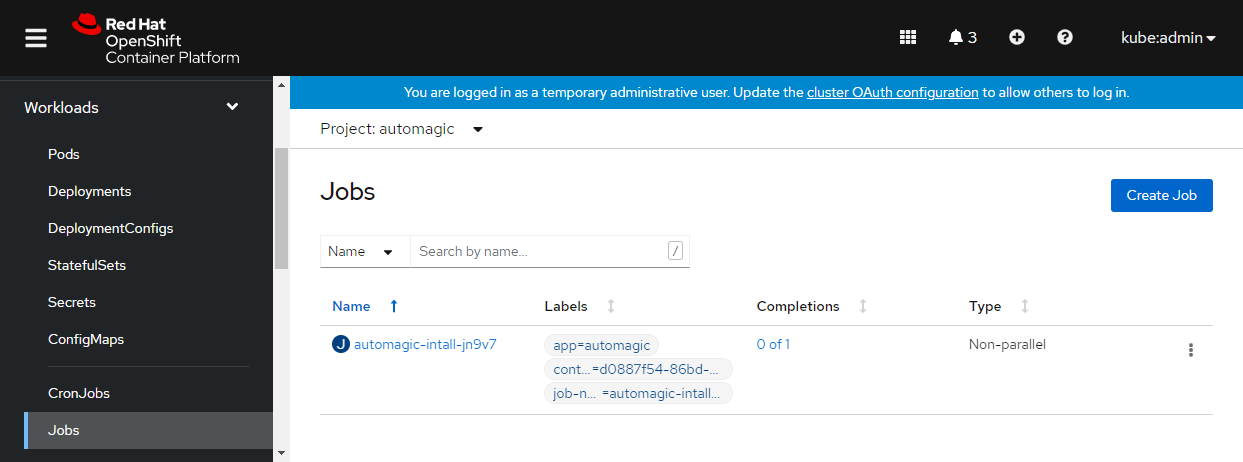 Red Hat
OpenShift
Container Platform
3
kube:admin
Workloads
Pods
Deployments
DeploymentConfigs
StatefulSets
Secrets
ConfigMaps
CronJobs
Jobs
You are logged in as a temporary administrative user. Update the cluster OAuth configuration to allow others to log in.
Project: automagic
Jobs
Create Job
Name
Search by name...
/
Name Labels Completions Type
J automagic-intall-jn9v7 app=automagic 0 of 1 Non-parallel
cont...=d0887f54-86bd-...
job-n... =automagic-intall...